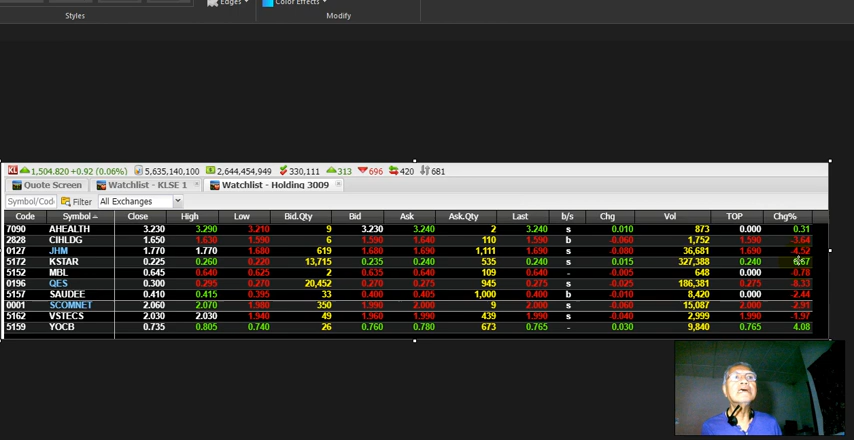 Edges
Color Effects
Styles
Modify
KL 1,504.820 +0.92 (0.06%) 5,635,140,100 2,644,454,949 330,111 313 696 420 681
Quote Screen Watchlist - KLSE 1 Watchlist - Holding 3009
Symbol/Code Filter All Exchanges
Code Symbol Close High Low Bid.Qty Bid Ask Ask.Qty Last b/s Chg Vol TOP Chg%
7090 AHEALTH 3.230 3.290 3.210 9 3.230 3.240 2 3.240 s 0.010 873 0.000 0.31
2828 CIHLDG 1.650 1.630 1.590 6 1.590 1.640 110 1.590 b -0.060 1,752 1.590 -3.64
0127 JHM 1.770 1.770 1.680 619 1.680 1.690 1,111 1.690 s -0.080 36,681 1.690 -4.52
5172 KSTAR 0.225 0.260 0.220 13,715 0.235 0.240 535 0.240 s 0.015 327,388 0.240 6.67
5152 MBL 0.645 0.640 0.625 2 0.635 0.640 109 0.640 - -0.005 648 0.000 -0.78
0196 QES 0.300 0.295 0.270 20,452 0.270 0.275 945 0.275 s -0.025 186,381 0.275 -8.33
5157 SAUDEE 0.410 0.415 0.395 33 0.400 0.405 1,000 0.400 b -0.010 8,420 0.000 -2.44
0001 SCOMNET 2.060 2.070 1.980 350 1.990 2.000 9 2.000 s -0.060 15,087 2.000 -2.91
5162 VSTECS 2.030 2.030 1.940 49 1.960 1.990 439 1.990 s -0.040 2,999 1.990 -1.97
5159 YOCB 0.735 0.805 0.740 26 0.760 0.780 673 0.765 - 0.030 9,840 0.765 4.08